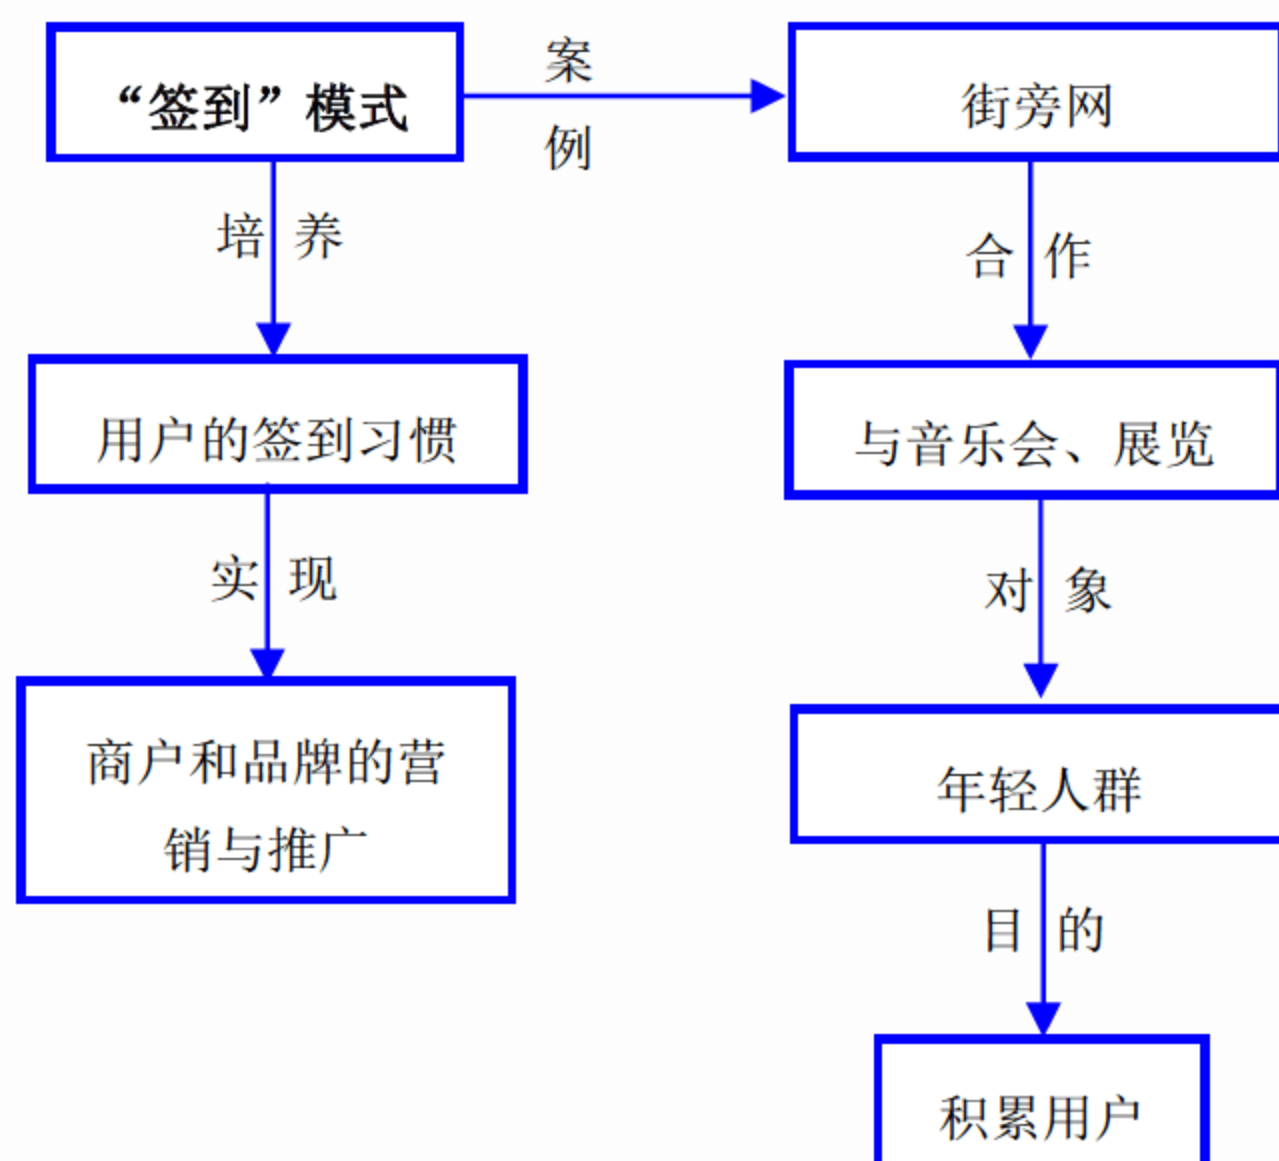 “签到”模式
案
例
街旁网
培养
合作
用户的签到习惯
与音乐会、展览
实现
对象
商户和品牌的营
销与推广
年轻人群
目的
积累用户